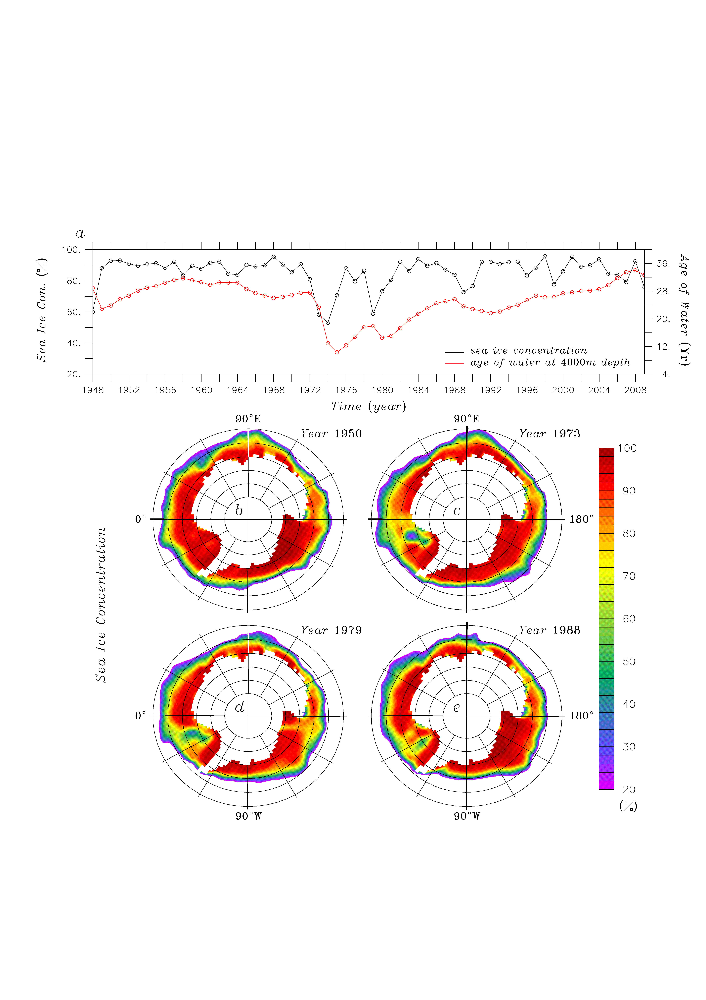 a
100.
80.
60.
40.
20.
Sea Ice Con. (%)
36.
28.
20.
12.
4.
Age of Water (Yr)
sea ice concentration
age of water at 4000m depth
1948 1952 1956 1960 1964 1968 1972 1976 1980 1984 1988 1992 1996 2000 2004 2008
Time (year)
90°E
90°E
Year 1950
Year 1973
b
c
0°
180°
Year 1979
Year 1988
d
e
0°
180°
90°W
90°W
Sea Ice Concentration
100
90
80
70
60
50
40
30
20
(%)